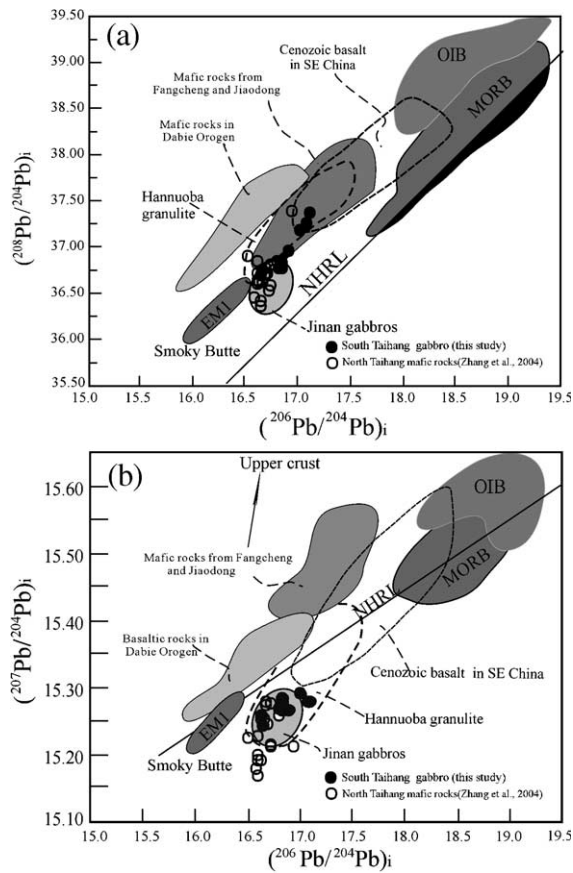 (a)
39.50
39.00
38.50
38.00
37.50
37.00
36.50
36.00
35.50
(²⁰⁸Pb/²⁰⁴Pb)i
Cenozoic basalt
in SE China
OIB
MORB
Mafic rocks from
Fangcheng and Jiaodong
Mafic rocks in
Dabie Orogen
Hannuoba
granulite
NHRL
EM1
Jinan gabbros
Smoky Butte
South Taihang gabbro (this study)
North Taihang mafic rocks(Zhang et al., 2004)
15.0 15.5 16.0 16.5 17.0 17.5 18.0 18.5 19.0 19.5
(²⁰⁶Pb/²⁰⁴Pb)i
(b)
15.60
15.50
15.40
15.30
15.20
15.10
(²⁰⁷Pb/²⁰⁴Pb)i
Upper crust
OIB
MORB
Mafic rocks from Fangcheng
and Jiaodong
NHRL
Basaltic rocks in
Dabie Orogen
Cenozoic basalt in SE China
Hannuoba granulite
EM1
Jinan gabbros
Smoky Butte
South Taihang gabbro (this study)
North Taihang mafic rocks(Zhang et al., 2004)
15.0 15.5 16.0 16.5 17.0 17.5 18.0 18.5 19.0 19.5
(²⁰⁶Pb/²⁰⁴Pb)i